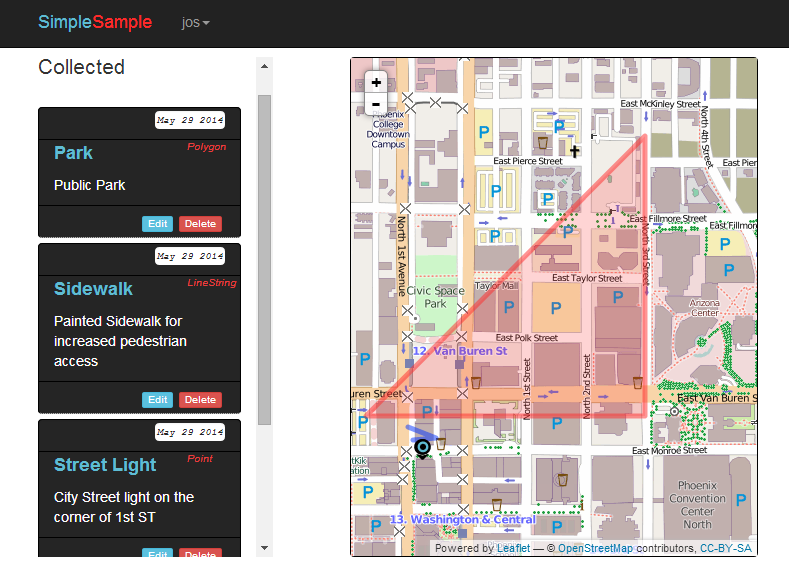 SimpleSample
jos
Collected
May 29 2014
Park
Polygon
Public Park
Edit
Delete
May 29 2014
Sidewalk
LineString
Painted Sidewalk for
increased pedestrian
access
Edit
Delete
May 29 2014
Street Light
Point
City Street light on the
corner of 1st ST
Edit
Delete
+
-
Phoenix
College
Downtown
Campus
East McKinley Street
North 4th Street
East Pierce Street
East Pier
P
P
P
P
P
P
East Fillmore Street
East Fillmor
North 1st Avenue
North 3rd Street
P
P
Civic Space
Park
Taylor Mall
East Taylor Street
P
P
P
Arizona
Center
East Polk Street
12. Van Buren St
P
North 1st Street
North 2nd Street
uren Street
East Van Buren S
P
P
P
East Monroe Street
tKik
ation
P
P
Phoenix
Convention
Center
North
P
13. Washington & Central
P
P
Powered by Leaflet — © OpenStreetMap contributors, CC-BY-SA